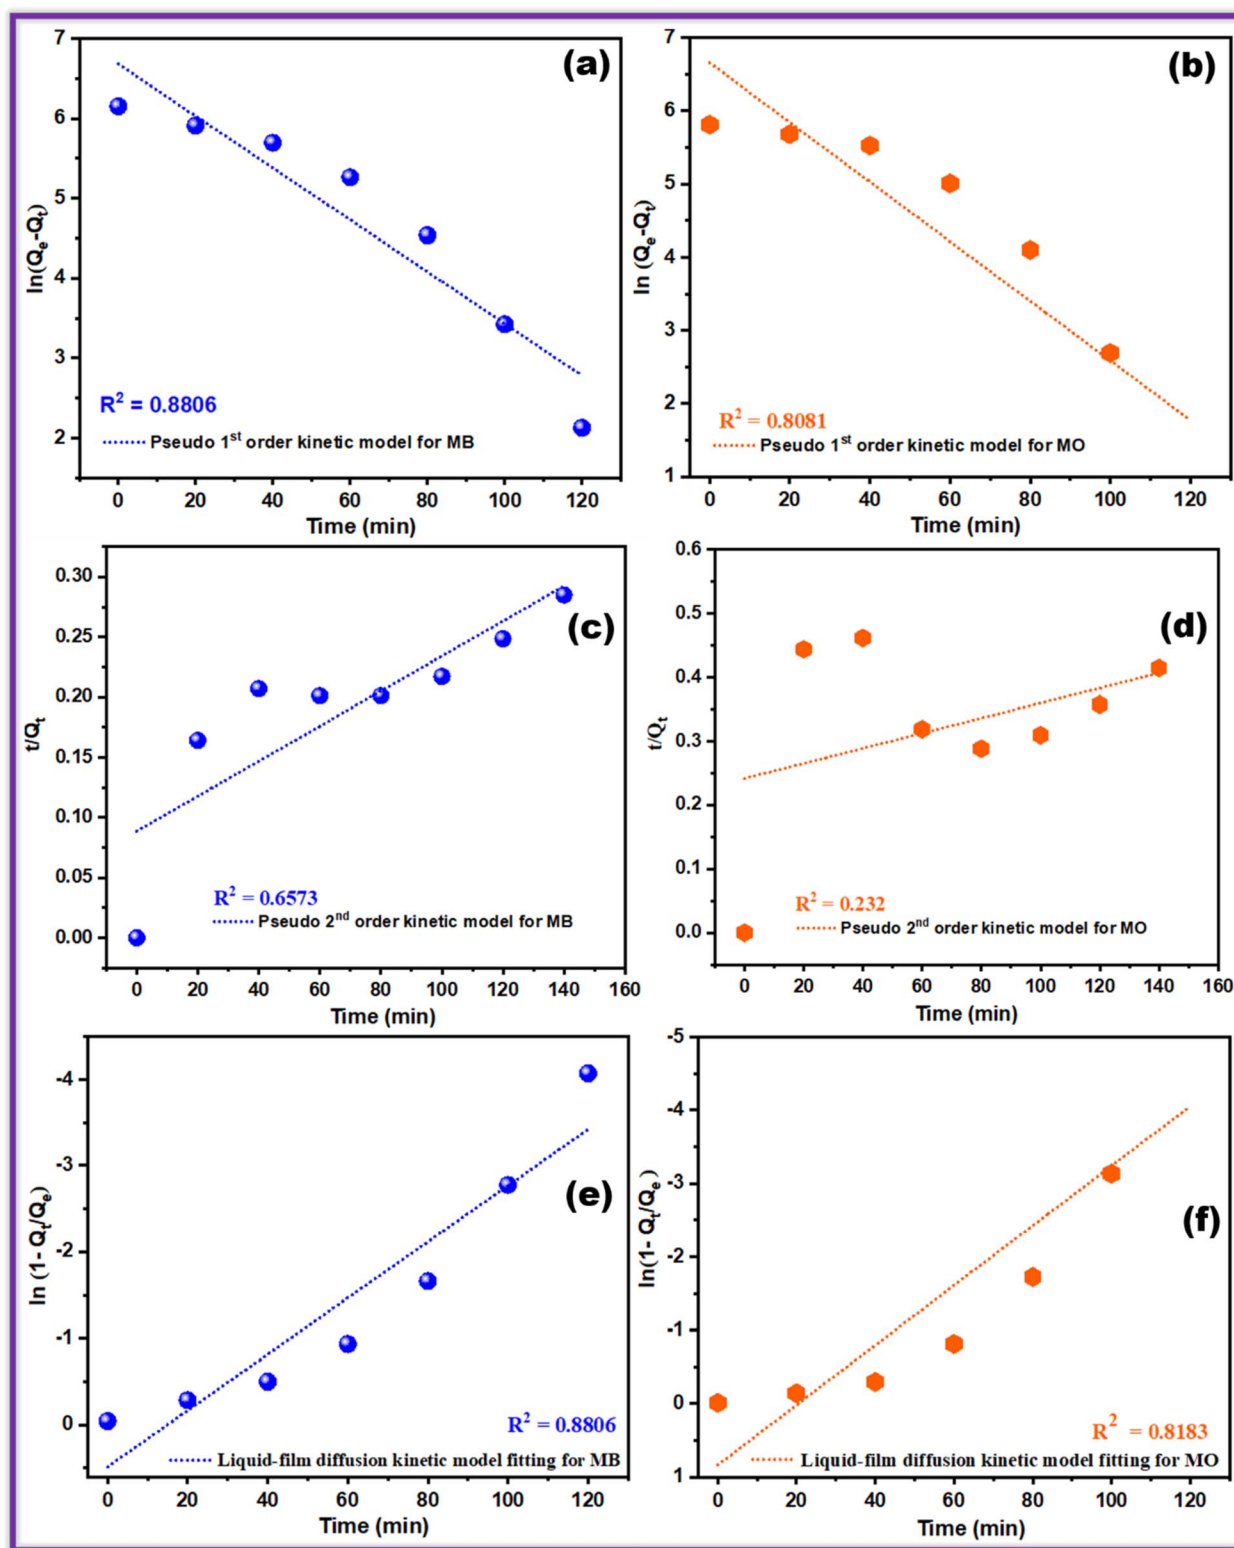 (a)
7
6
5
4
3
2
ln(Qe-Qt)
R2 = 0.8806
Pseudo 1st order kinetic model for MB
0 20 40 60 80 100 120
Time (min)
(b)
7
6
5
4
3
2
1
ln (Qe-Qt)
R2 = 0.8081
Pseudo 1st order kinetic model for MO
0 20 40 60 80 100 120
Time (min)
(c)
0.30
0.25
0.20
0.15
0.10
0.05
0.00
t/Qt
R2 = 0.6573
Pseudo 2nd order kinetic model for MB
0 20 40 60 80 100 120 140 160
Time (min)
(d)
0.6
0.5
0.4
0.3
0.2
0.1
0.0
t/Qt
R2 = 0.232
Pseudo 2nd order kinetic model for MO
0 20 40 60 80 100 120 140 160
Time (min)
(e)
-4
-3
-2
-1
0
ln (1- Qt/Qe)
R2 = 0.8806
Liquid-film diffusion kinetic model fitting for MB
0 20 40 60 80 100 120
Time (min)
(f)
-5
-4
-3
-2
-1
0
1
ln(1- Qt/Qe)
R2 = 0.8183
Liquid-film diffusion kinetic model fitting for MO
0 20 40 60 80 100 120
Time (min)